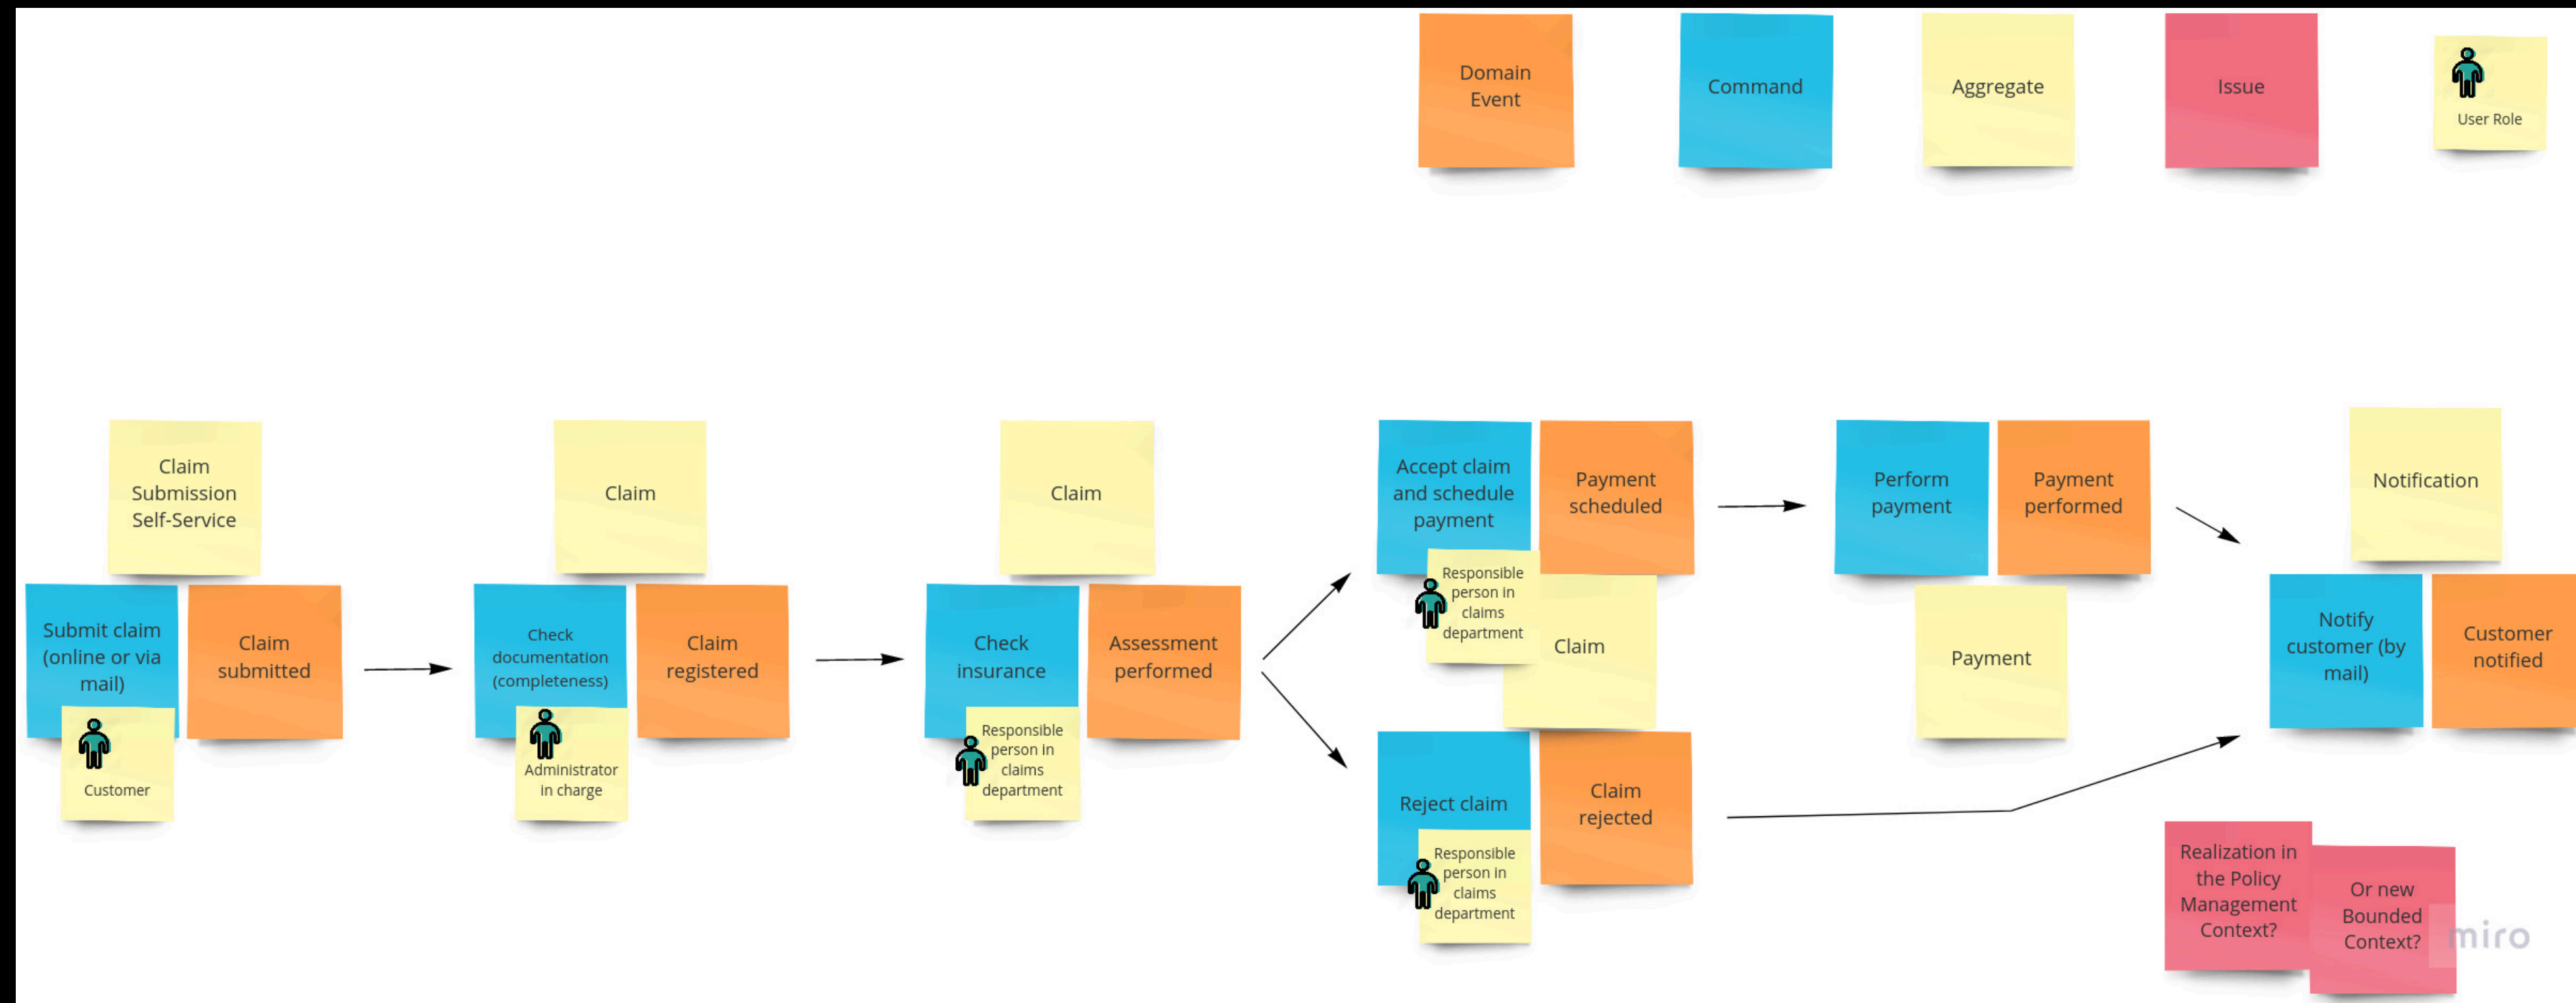 Domain
Event
Command
Aggregate
Issue
User Role
Claim
Submission
Self-Service
Submit claim
(online or via
mail)
Claim
submitted
Customer
Claim
Check
documentation
(completeness)
Claim
registered
Administrator
in charge
Claim
Check
insurance
Assessment
performed
Responsible
person in
claims
department
Accept claim
and schedule
payment
Payment
scheduled
Responsible
person in
claims
department
Claim
Reject claim
Claim
rejected
Responsible
person in
claims
department
Perform
payment
Payment
performed
Payment
Notification
Notify
customer (by
mail)
Customer
notified
Realization in
the Policy
Management
Context?
Or new
Bounded
Context?
miro